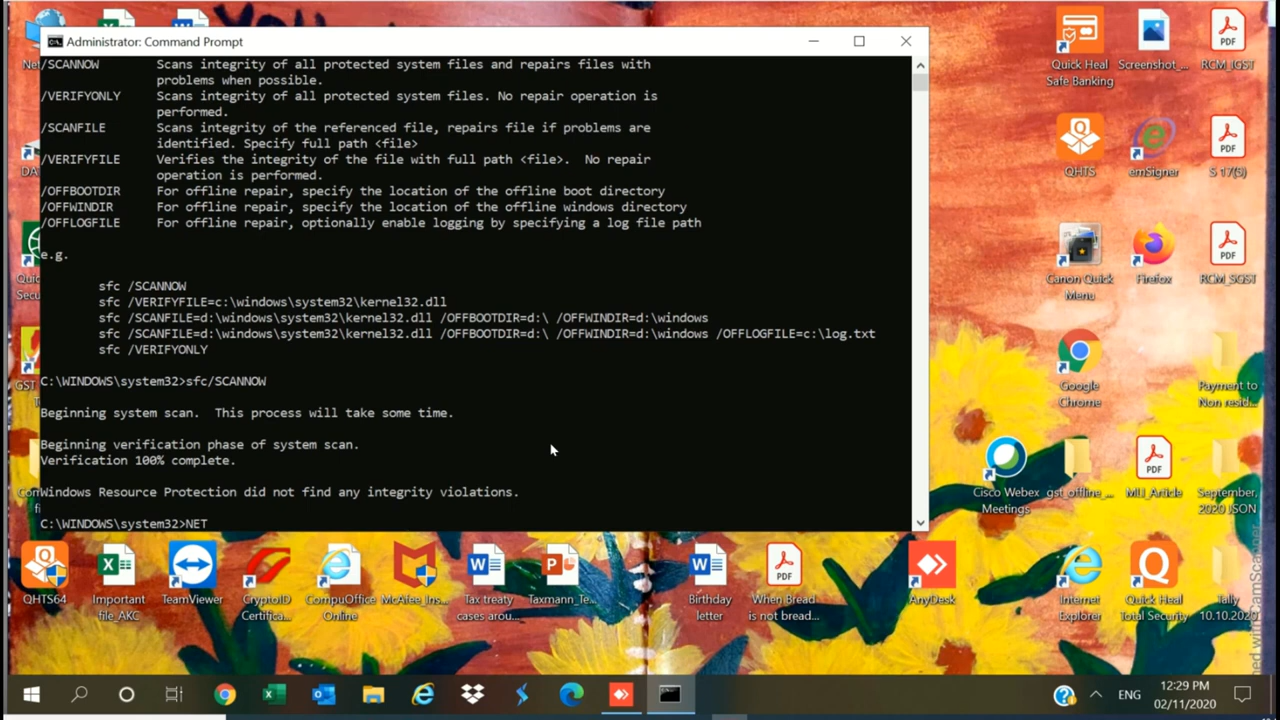 YOU
Administrator: Command Prompt
/SCANNOW Scans integrity of all protected system files and repairs files with
problems when possible.
/VERIFYONLY Scans integrity of all protected system files. No repair operation is
performed.
/SCANFILE Scans integrity of the referenced file, repairs file if problems are
identified. Specify full path <file>
/VERIFYFILE Verifies the integrity of the file with full path <file>. No repair
operation is performed.
/OFFBOOTDIR For offline repair, specify the location of the offline boot directory
/OFFWINDIR For offline repair, specify the location of the offline windows directory
/OFFLOGFILE For offline repair, optionally enable logging by specifying a log file path
e.g.
sfc /SCANNOW
sfc /VERIFYFILE=c:\windows\system32\kernel32.dll
sfc /SCANFILE=d:\windows\system32\kernel32.dll /OFFBOOTDIR=d:\ /OFFWINDIR=d:\windows
sfc /SCANFILE=d:\windows\system32\kernel32.dll /OFFBOOTDIR=d:\ /OFFWINDIR=d:\windows /OFFLOGFILE=c:\log.txt
sfc /VERIFYONLY
C:\WINDOWS\system32>sfc/SCANNOW
Beginning system scan. This process will take some time.
Beginning verification phase of system scan.
Verification 100% complete.
Windows Resource Protection did not find any integrity violations.
C:\WINDOWS\system32>NET
Quick Heal
Safe Banking
Screenshot_...
PDF
RCM_IGST
QHTS
emSigner
PDF
S 17(5)
Canon Quick
Menu
Firefox
PDF
RCM_SGST
GST
Google
Chrome
Payment to
Non resid...
Cisco Webex
Meetings
gst_offline_...
PDF
MLI_Article
September,
2020 JSON
QHTS64
Important
file_AKC
TeamViewer
CryptoID
Certifica...
CompuOffice
Online
McAfee_Ins...
Tax treaty
cases arou...
Taxmann_Te...
Birthday
letter
PDF
When Bread
is not bread...
AnyDesk
Internet
Explorer
Quick Heal
Total Security
Tally
10.10.2020
ENG
12:29 PM
02/11/2020